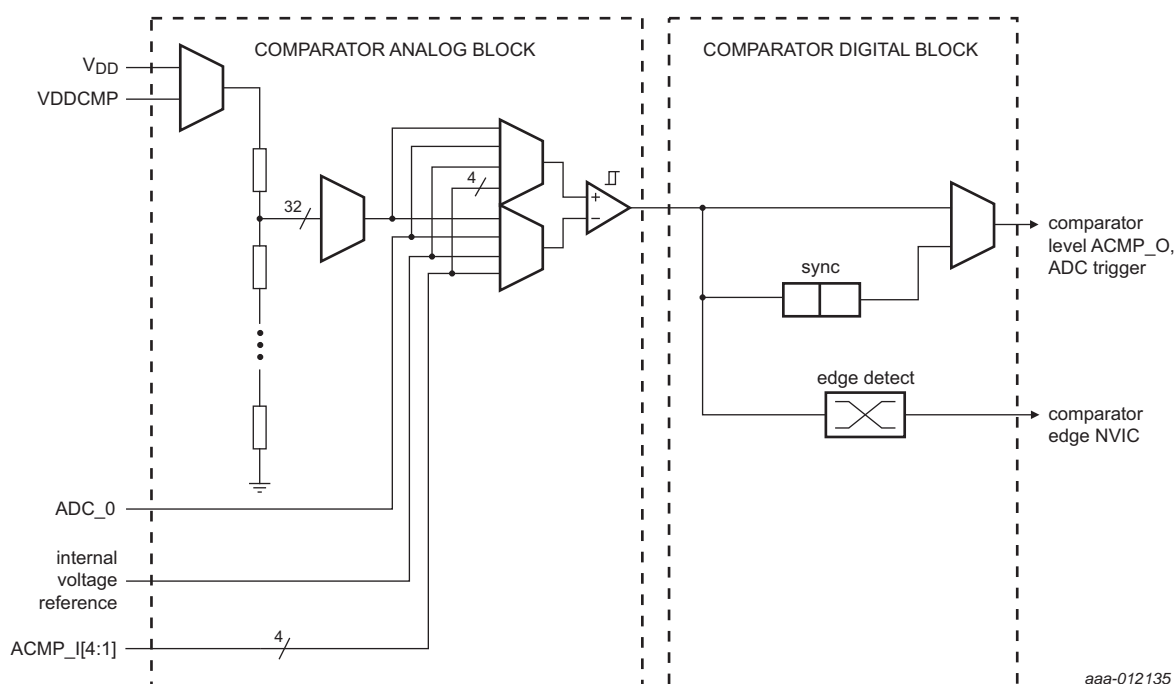 COMPARATOR ANALOG BLOCK
COMPARATOR DIGITAL BLOCK
VDD
VDDCMP
4
32
+
−
comparator
level ACMP_O,
ADC trigger
sync
edge detect
comparator
edge NVIC
ADC_0
internal
voltage
reference
4
ACMP_I[4:1]
aaa-012135